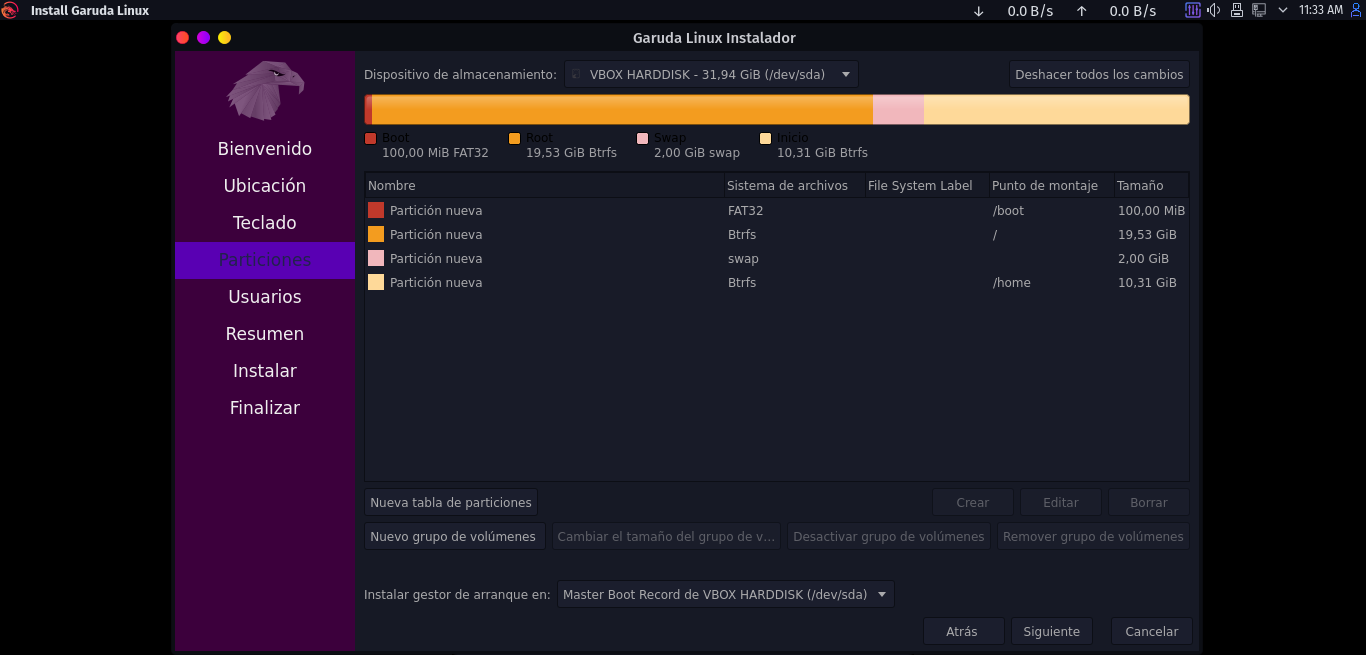 Install Garuda Linux
0.0 B/s
0.0 B/s
11:33 AM
Garuda Linux Instalador
Bienvenido
Ubicación
Teclado
Particiones
Usuarios
Resumen
Instalar
Finalizar
Dispositivo de almacenamiento: VBOX HARDDISK - 31,94 GiB (/dev/sda) Deshacer todos los cambios
Boot Root Swap Inicio
100,00 MiB FAT32 19,53 GiB Btrfs 2,00 GiB swap 10,31 GiB Btrfs
Nombre Sistema de archivos File System Label Punto de montaje Tamaño
Partición nueva FAT32 /boot 100,00 MiB
Partición nueva Btrfs / 19,53 GiB
Partición nueva swap 2,00 GiB
Partición nueva Btrfs /home 10,31 GiB
Nueva tabla de particiones Crear Editar Borrar
Nuevo grupo de volúmenes Cambiar el tamaño del grupo de v... Desactivar grupo de volúmenes Remover grupo de volúmenes
Instalar gestor de arranque en: Master Boot Record de VBOX HARDDISK (/dev/sda)
Atrás Siguiente Cancelar